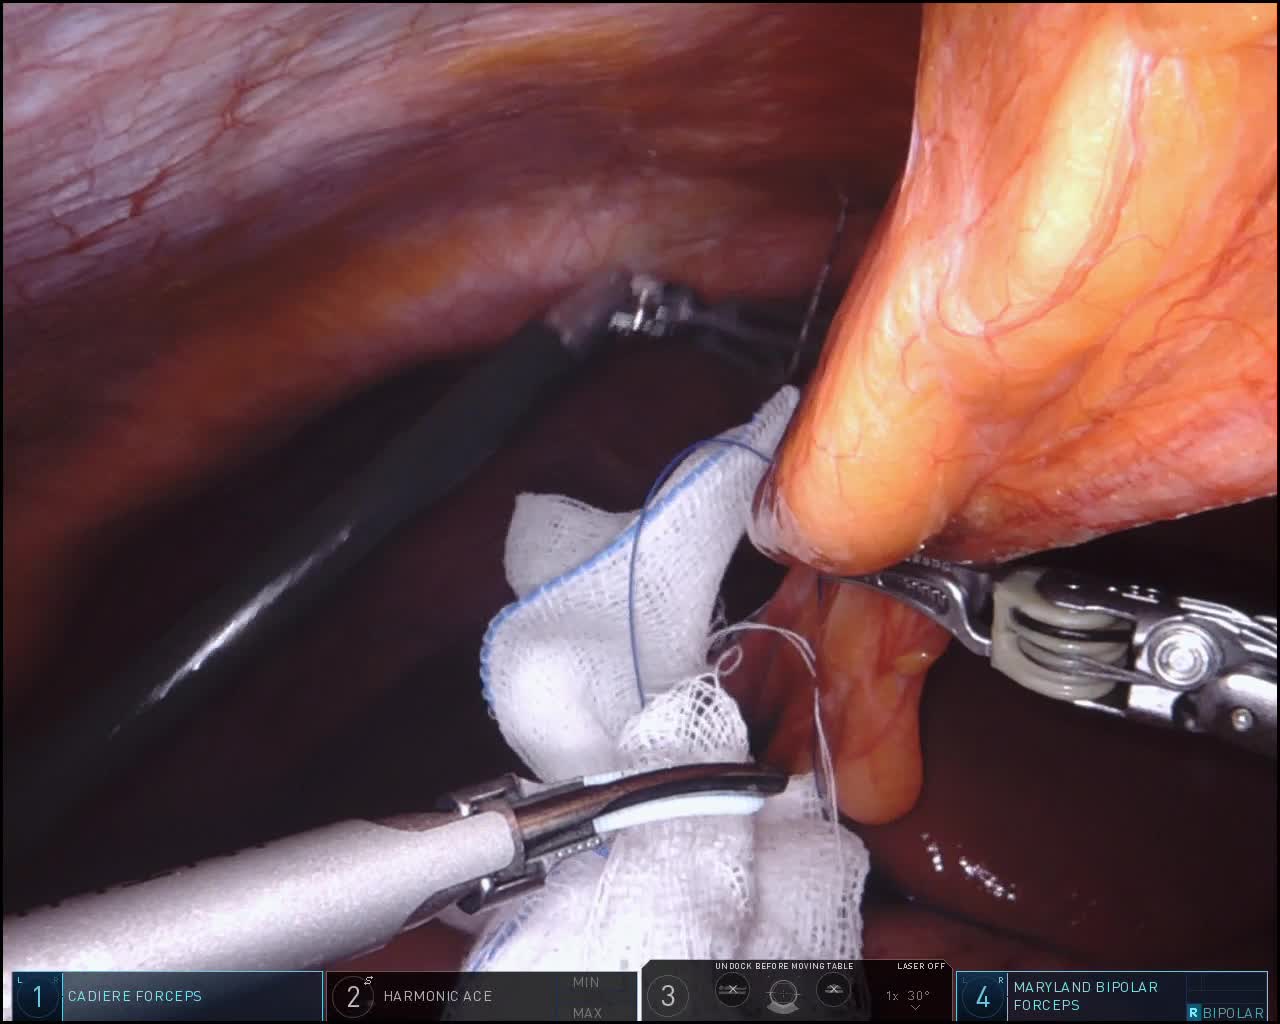 UNDOCK BEFORE MOVING TABLE
LASER OFF
L R
1
CADIERE FORCEPS
2
HARMONIC ACE
MIN
MAX
3
1x 30°
L R
4
MARYLAND BIPOLAR
FORCEPS
R BIPOLAR